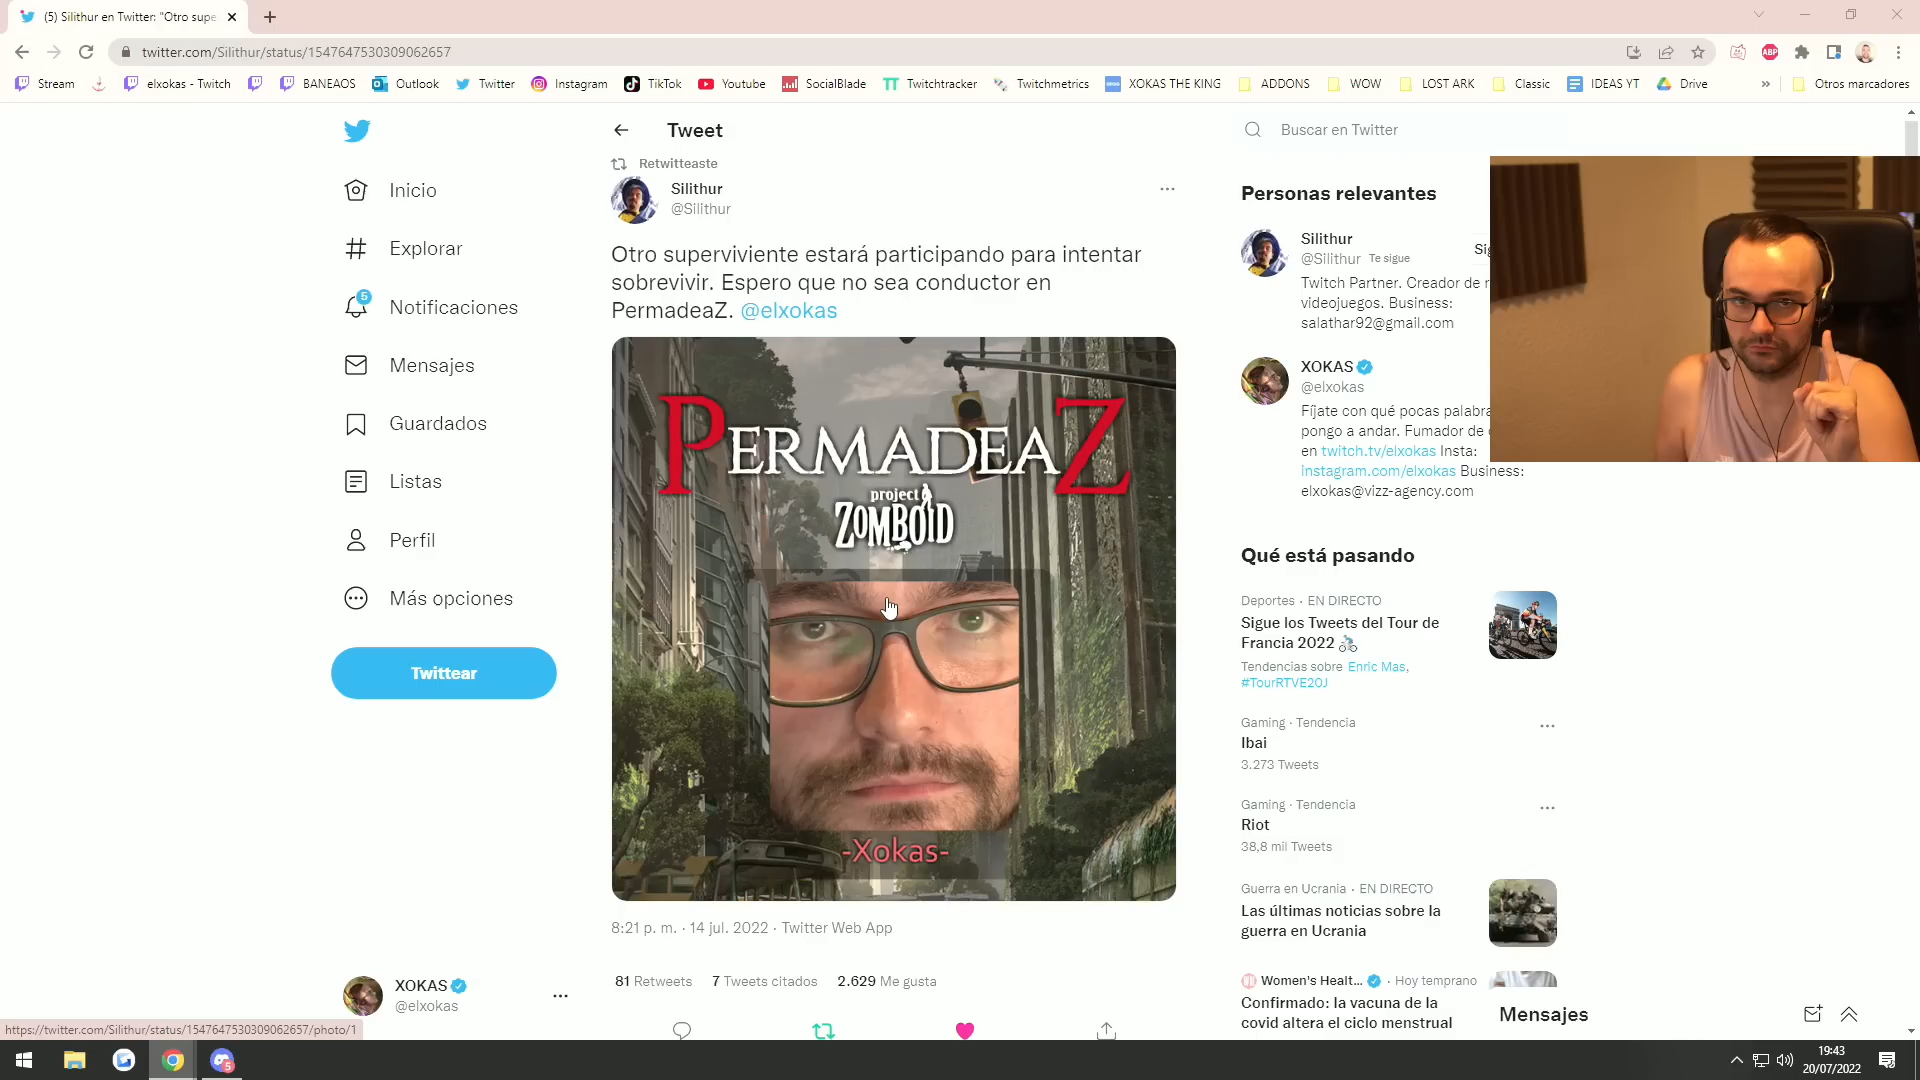 (5) Silithur en Twitter: "Otro supe
twitter.com/Silithur/status/1547647530309062657
ABP
Stream
elxokas - Twitch
BANEAOS
Outlook
Twitter
Instagram
TikTok
Youtube
SocialBlade
Twitchtracker
Twitchmetrics
XOKAS THE KING
ADDONS
WOW
LOST ARK
Classic
IDEAS YT
Drive
»
Otros marcadores
Inicio
Explorar
5
Notificaciones
Mensajes
Guardados
Listas
Perfil
Más opciones
Twittear
XOKAS
@elxokas
Tweet
Retwitteaste
Silithur
@Silithur
Otro superviviente estará participando para intentar
sobrevivir. Espero que no sea conductor en
PermadeaZ. @elxokas
PERMADEAZ
project
ZOMBOID
-Xokas-
8:21 p. m. · 14 jul. 2022 · Twitter Web App
81 Retweets 7 Tweets citados 2.629 Me gusta
Buscar en Twitter
Personas relevantes
Silithur
@Silithur Te sigue
Twitch Partner. Creador de
videojuegos. Business:
salathar92@gmail.com
XOKAS
@elxokas
Fíjate con qué pocas palabra
pongo a andar. Fumador de
en twitch.tv/elxokas Insta:
instagram.com/elxokas Business:
elxokas@vizz-agency.com
Qué está pasando
Deportes · EN DIRECTO
Sigue los Tweets del Tour de
Francia 2022
Tendencias sobre Enric Mas,
#TourRTVE20J
Gaming · Tendencia
Ibai
3.273 Tweets
Gaming · Tendencia
Riot
38,8 mil Tweets
Guerra en Ucrania · EN DIRECTO
Las últimas noticias sobre la
guerra en Ucrania
Women's Healt... · Hoy temprano
Confirmado: la vacuna de la
covid altera el ciclo menstrual
Mensajes
https://twitter.com/Silithur/status/1547647530309062657/photo/1
5
19:43
20/07/2022